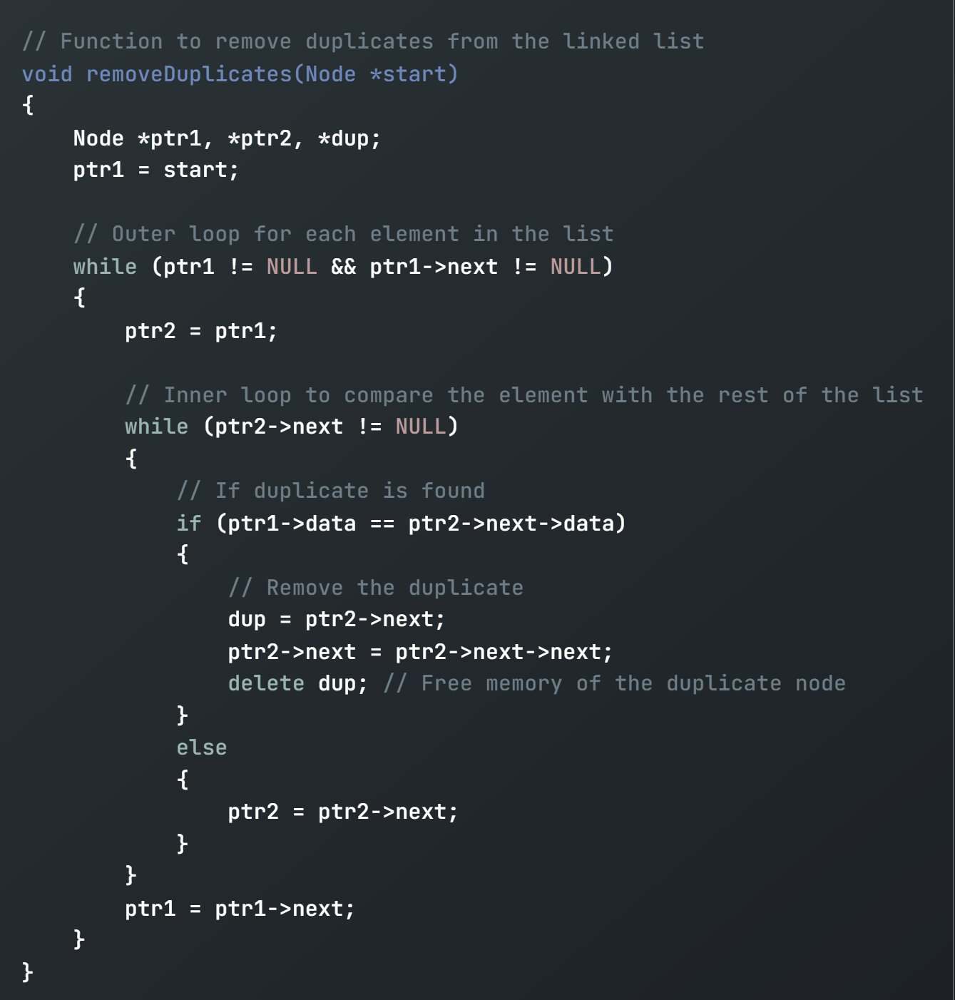 // Function to remove duplicates from the linked list
void removeDuplicates(Node *start)
{
    Node *ptr1, *ptr2, *dup;
    ptr1 = start;

    // Outer loop for each element in the list
    while (ptr1 != NULL && ptr1->next != NULL)
    {
        ptr2 = ptr1;

        // Inner loop to compare the element with the rest of the list
        while (ptr2->next != NULL)
        {
            // If duplicate is found
            if (ptr1->data == ptr2->next->data)
            {
                // Remove the duplicate
                dup = ptr2->next;
                ptr2->next = ptr2->next->next;
                delete dup; // Free memory of the duplicate node
            }
            else
            {
                ptr2 = ptr2->next;
            }
        }
        ptr1 = ptr1->next;
    }
}